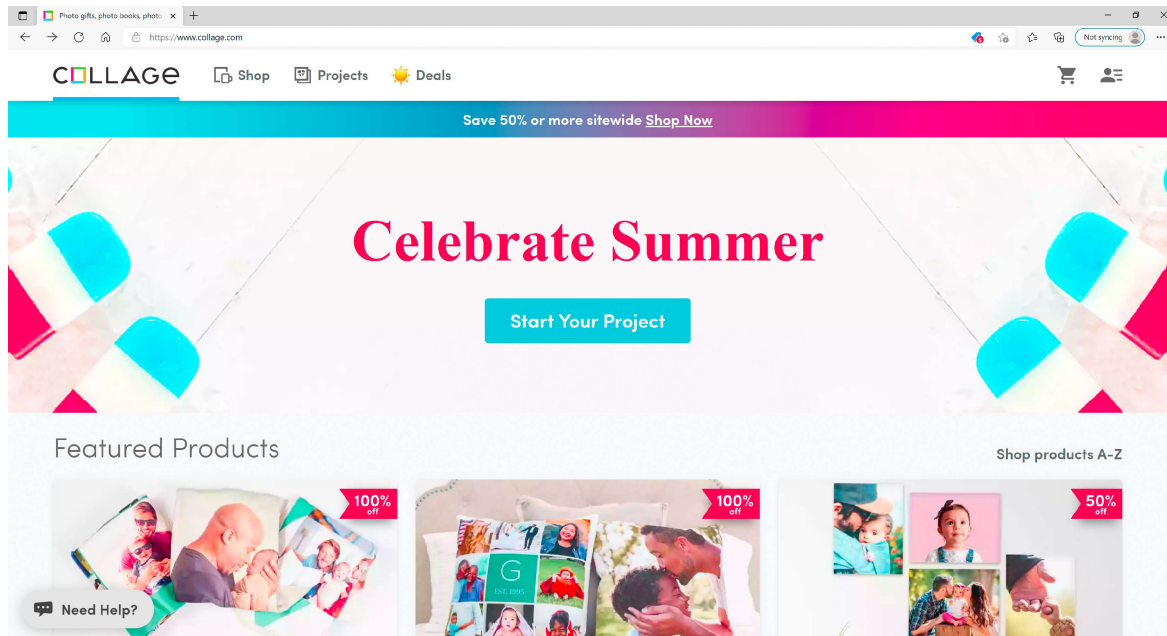 Photo gifts, photo books, photo
https://www.collage.com
Not syncing
COLLAGE
Shop
Projects
Deals
Save 50% or more sitewide Shop Now
Celebrate Summer
Start Your Project
Featured Products
Shop products A-Z
100%
off
100%
off
50%
off
G
EST. 1995
Need Help?